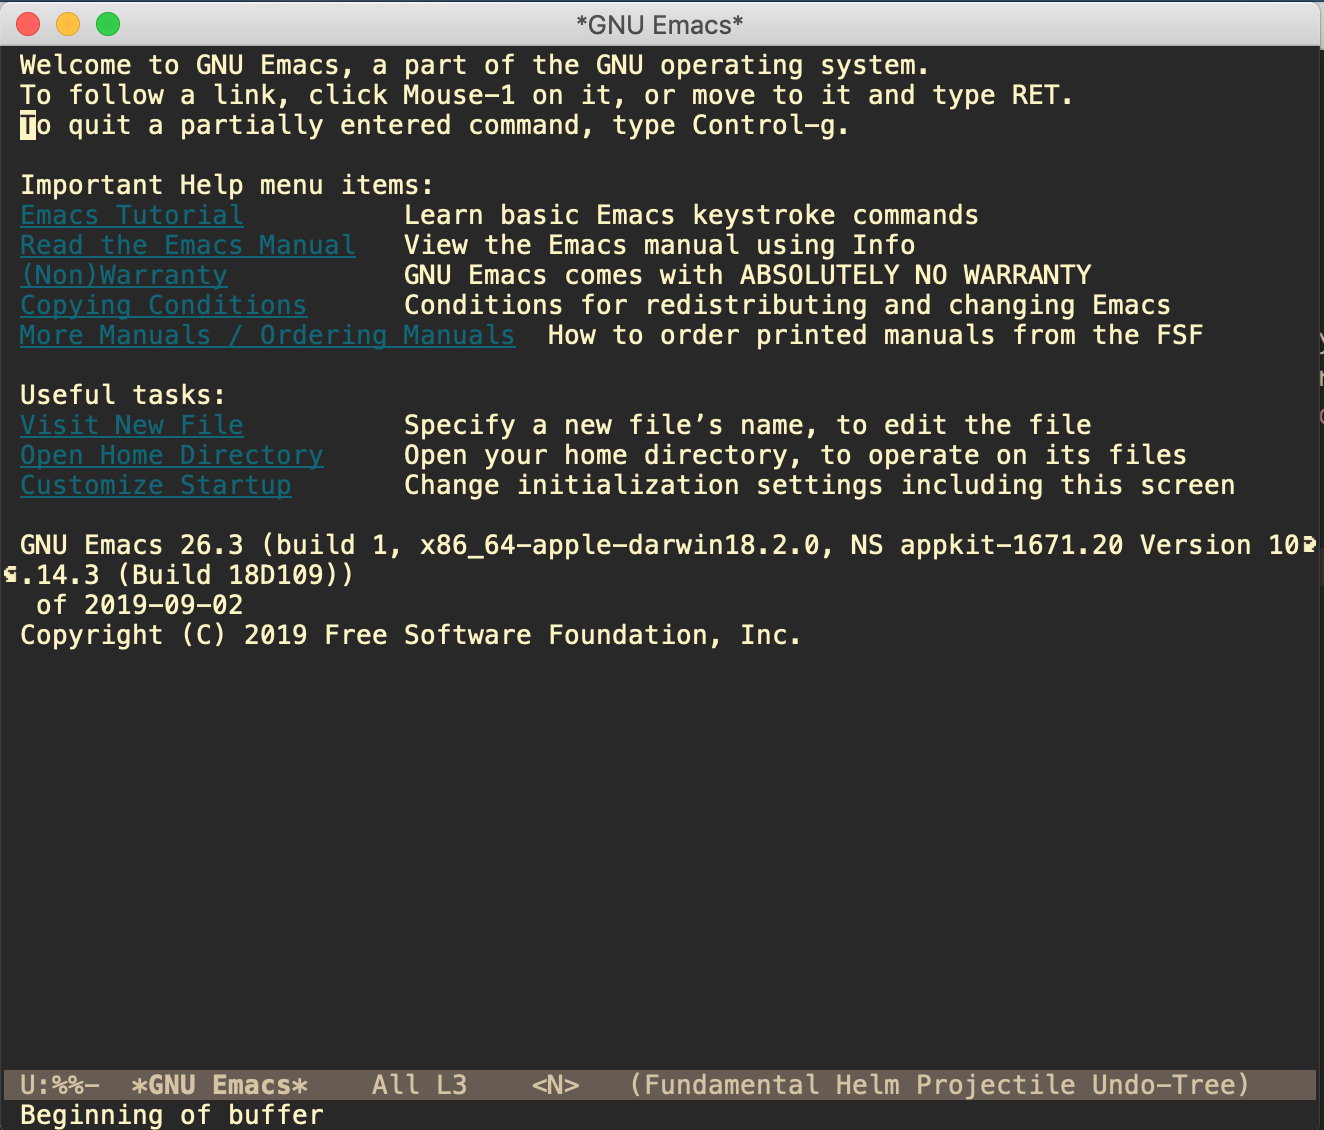 *GNU Emacs*
Welcome to GNU Emacs, a part of the GNU operating system.
To follow a link, click Mouse-1 on it, or move to it and type RET.
To quit a partially entered command, type Control-g.
Important Help menu items:
Emacs Tutorial          Learn basic Emacs keystroke commands
Read the Emacs Manual   View the Emacs manual using Info
(Non)Warranty           GNU Emacs comes with ABSOLUTELY NO WARRANTY
Copying Conditions      Conditions for redistributing and changing Emacs
More Manuals / Ordering Manuals  How to order printed manuals from the FSF
Useful tasks:
Visit New File          Specify a new file’s name, to edit the file
Open Home Directory     Open your home directory, to operate on its files
Customize Startup       Change initialization settings including this screen
GNU Emacs 26.3 (build 1, x86_64-apple-darwin18.2.0, NS appkit-1671.20 Version 10
.14.3 (Build 18D109))
 of 2019-09-02
Copyright (C) 2019 Free Software Foundation, Inc.
U:%%-  *GNU Emacs*    All L3    <N>   (Fundamental Helm Projectile Undo-Tree)
Beginning of buffer